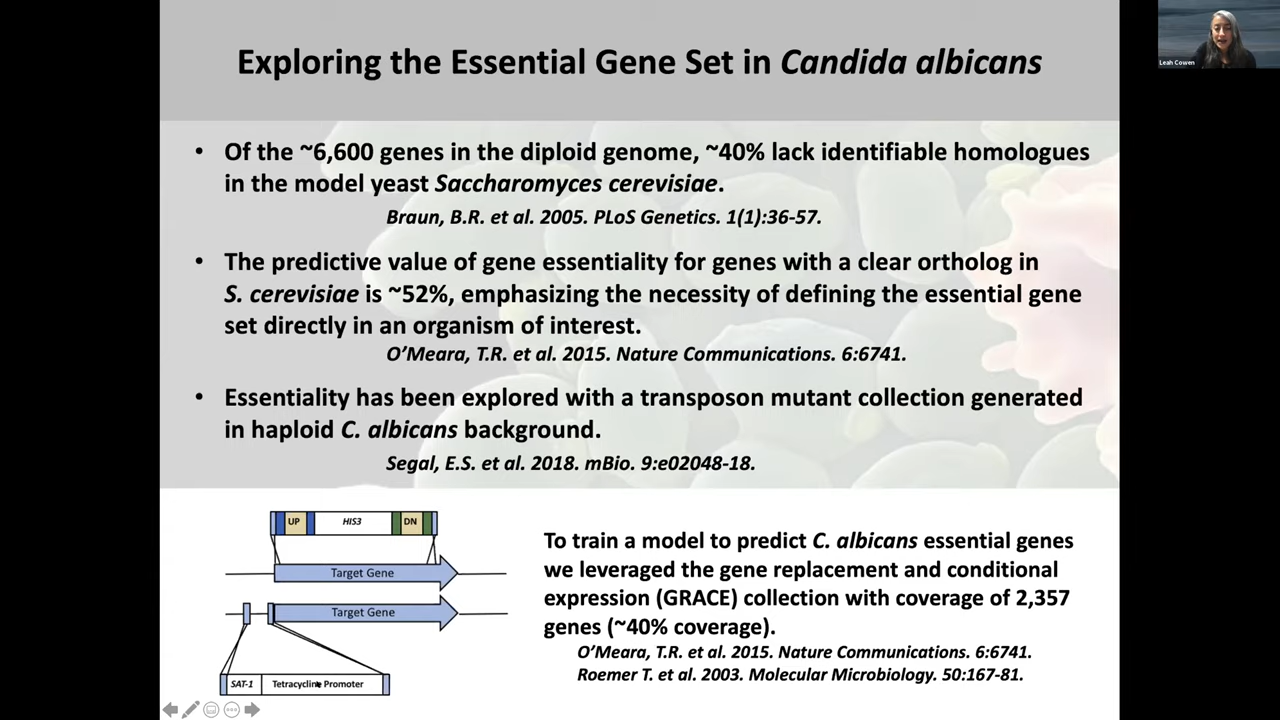 Exploring the Essential Gene Set in Candida albicans
Leah Cowen
• Of the ~6,600 genes in the diploid genome, ~40% lack identifiable homologues
in the model yeast Saccharomyces cerevisiae.
Braun, B.R. et al. 2005. PLoS Genetics. 1(1):36-57.
• The predictive value of gene essentiality for genes with a clear ortholog in
S. cerevisiae is ~52%, emphasizing the necessity of defining the essential gene
set directly in an organism of interest.
O’Meara, T.R. et al. 2015. Nature Communications. 6:6741.
• Essentiality has been explored with a transposon mutant collection generated
in haploid C. albicans background.
Segal, E.S. et al. 2018. mBio. 9:e02048-18.
UP HIS3 DN
Target Gene
Target Gene
SAT-1 Tetracycline Promoter
To train a model to predict C. albicans essential genes
we leveraged the gene replacement and conditional
expression (GRACE) collection with coverage of 2,357
genes (~40% coverage).
O’Meara, T.R. et al. 2015. Nature Communications. 6:6741.
Roemer T. et al. 2003. Molecular Microbiology. 50:167-81.